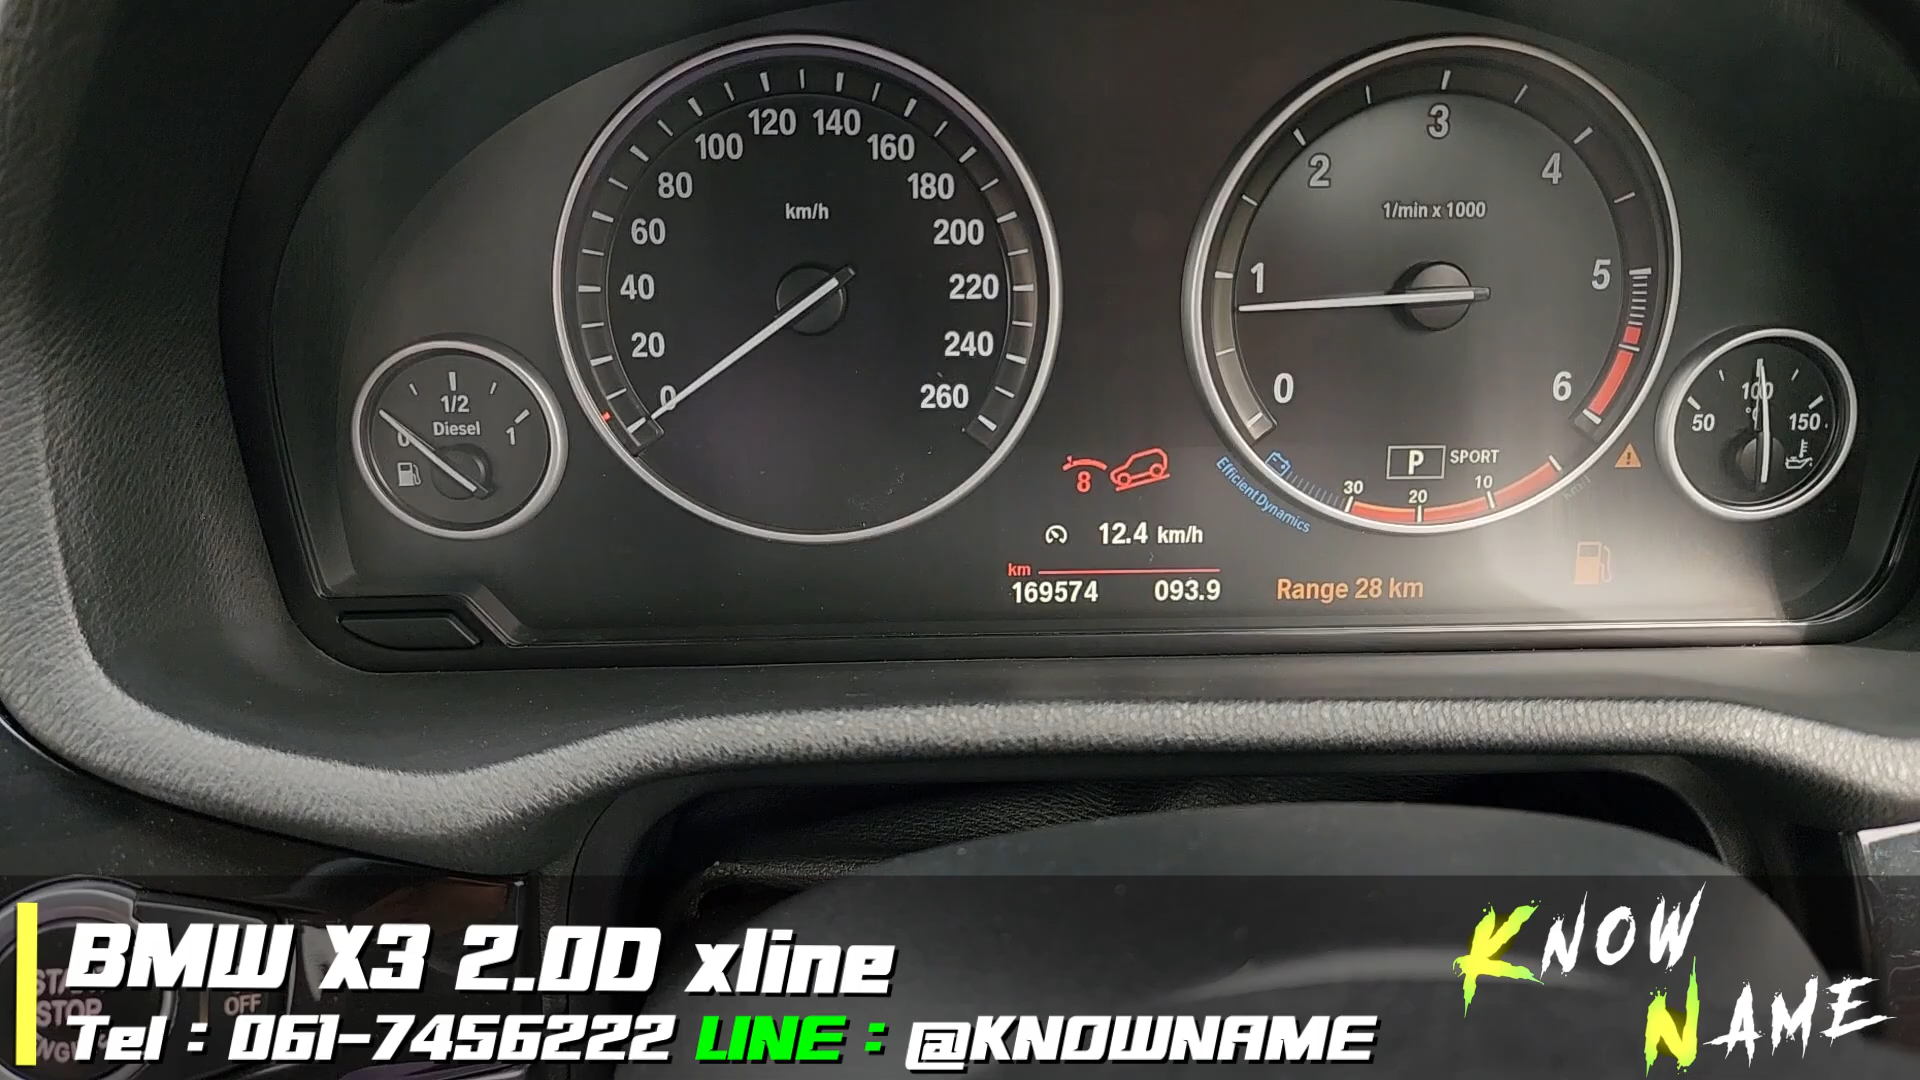 120 140
100 160
80 180
60 km/h 200
40 220
20 240
0 260
3
2 4
1/min x 1000
1 5
0 6
1/2
Diesel
0 1
100
°C
50 150
P SPORT
30 20 10
EfficientDynamics
8
12.4 km/h
km
169574 093.9
Range 28 km
STOP
OFF
BMW X3 2.0D xline
Tel : 061-7456222 LINE : @KNOWNAME
KNOW
NAME